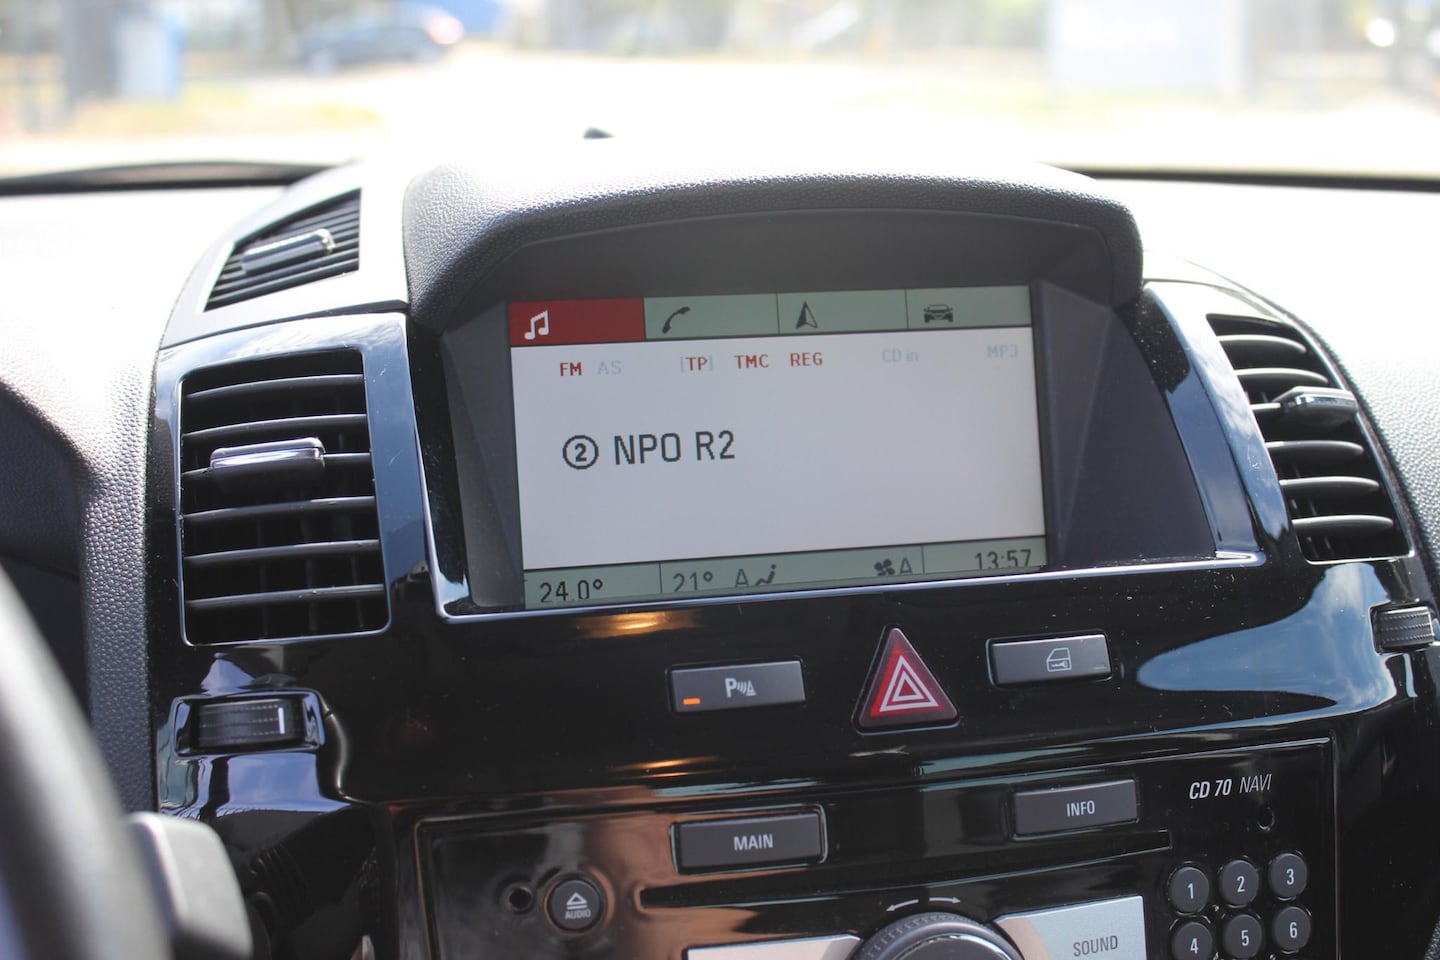 FM AS [TP] TMC REG CD in MP3
② NPO R2
24.0° 21° A A 13:57
P
CD 70 NAVI
MAIN
INFO
AUDIO
SOUND
1 2 3
4 5 6